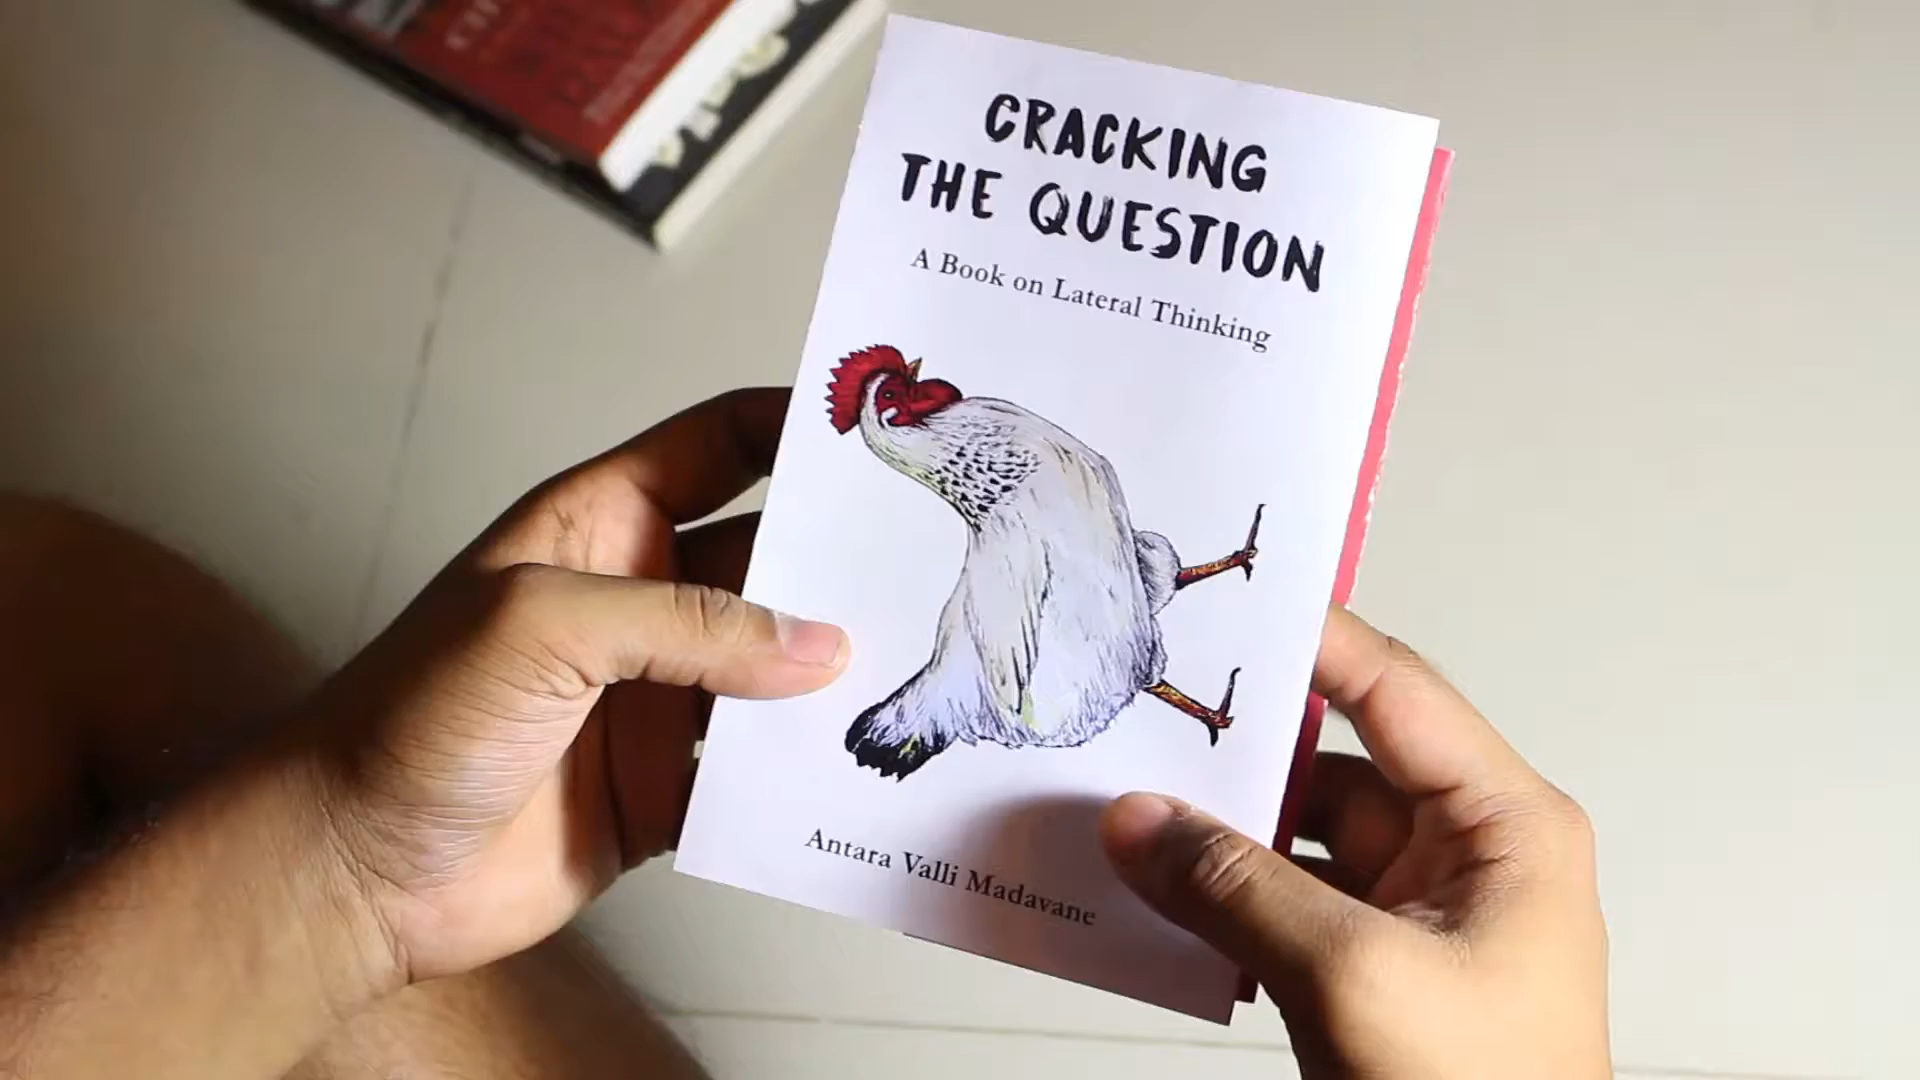 CRACKING
THE QUESTION
A Book on Lateral Thinking
Antara Valli Madavane